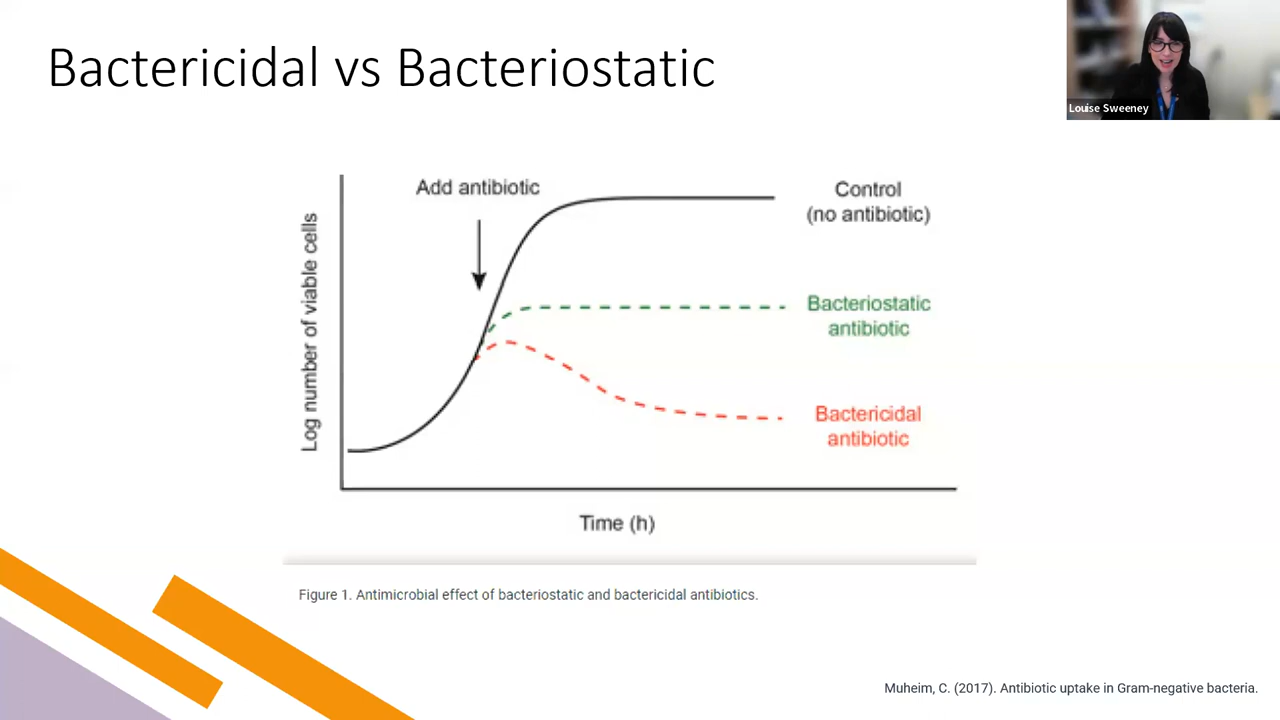 Bactericidal vs Bacteriostatic
Louise Sweeney
Add antibiotic
Control
(no antibiotic)
Log number of viable cells
Bacteriostatic
antibiotic
Bactericidal
antibiotic
Time (h)
Figure 1. Antimicrobial effect of bacteriostatic and bactericidal antibiotics.
Muheim, C. (2017). Antibiotic uptake in Gram-negative bacteria.